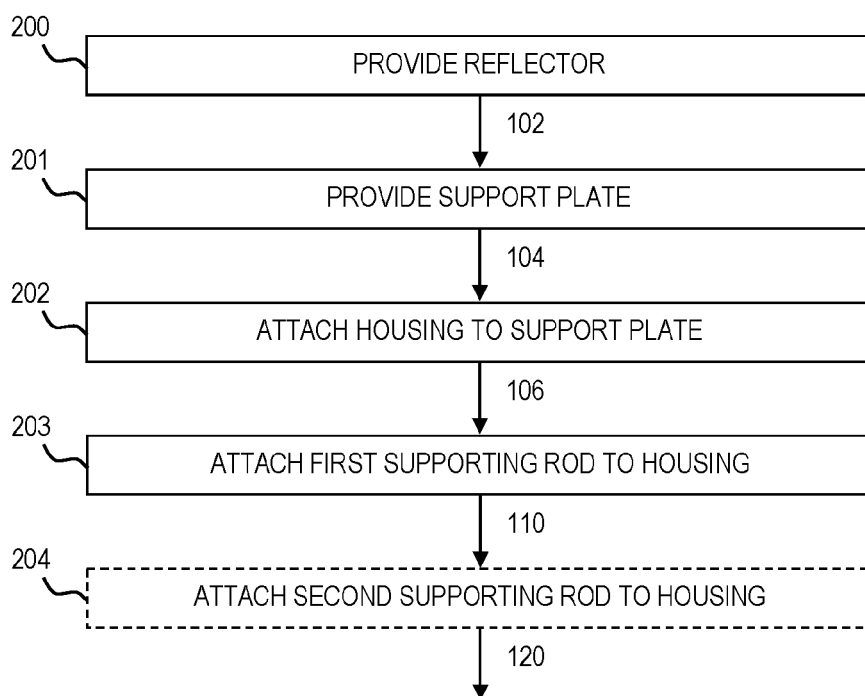 200
PROVIDE REFLECTOR
102
201
PROVIDE SUPPORT PLATE
104
202
ATTACH HOUSING TO SUPPORT PLATE
106
203
ATTACH FIRST SUPPORTING ROD TO HOUSING
110
204
ATTACH SECOND SUPPORTING ROD TO HOUSING
120